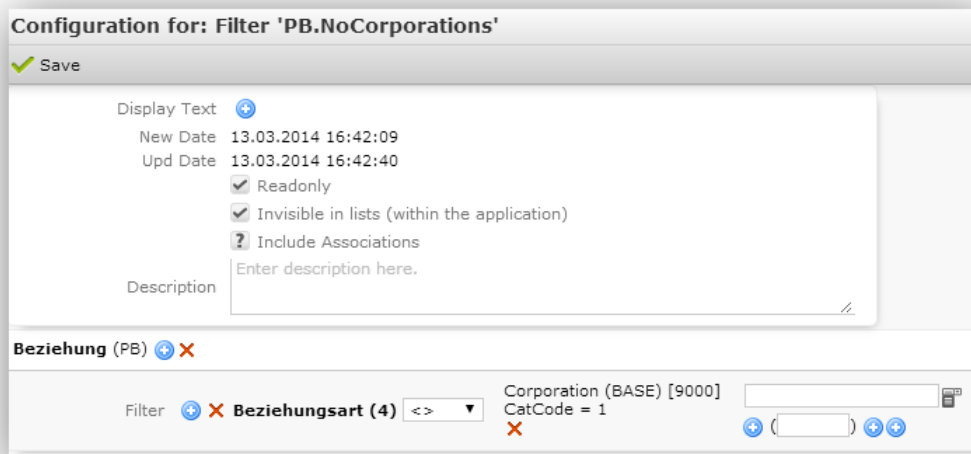 Configuration for: Filter 'PB.NoCorporations'
Save
Display Text
New Date 13.03.2014 16:42:09
Upd Date 13.03.2014 16:42:40
Readonly
Invisible in lists (within the application)
? Include Associations
Enter description here.
Description
Beziehung (PB)
Filter Beziehungsart (4) <> Corporation (BASE) [9000]
CatCode = 1
( )